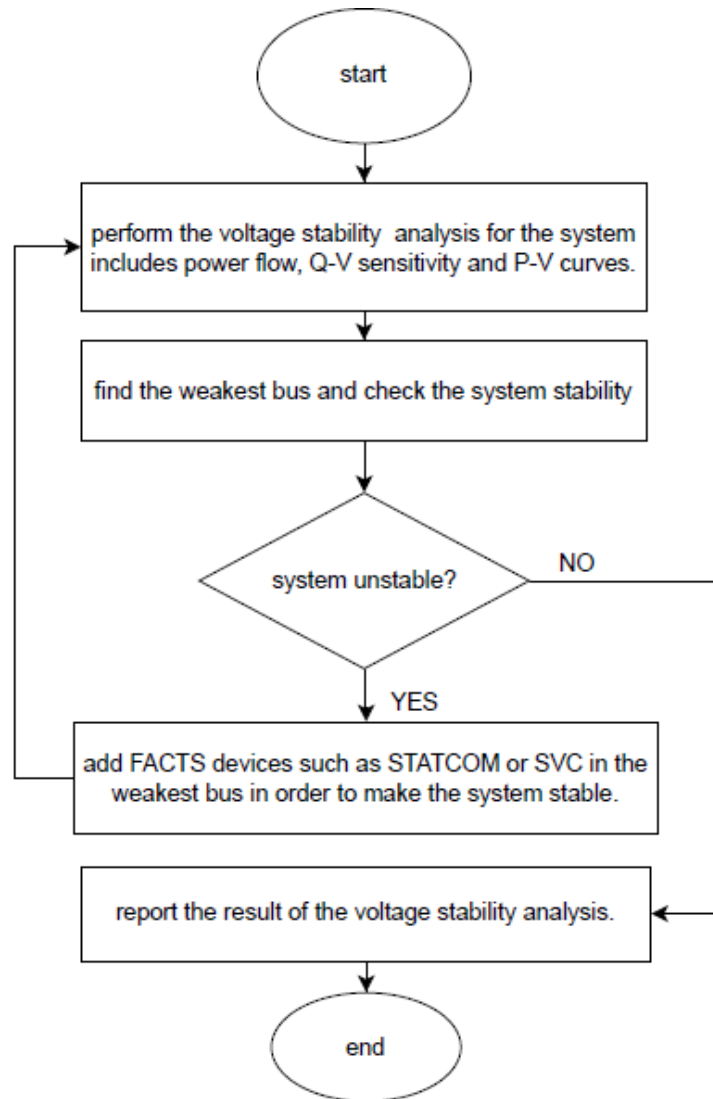 start
perform the voltage stability analysis for the system
includes power flow, Q-V sensitivity and P-V curves.
find the weakest bus and check the system stability
system unstable?
NO
YES
add FACTS devices such as STATCOM or SVC in the
weakest bus in order to make the system stable.
report the result of the voltage stability analysis.
end